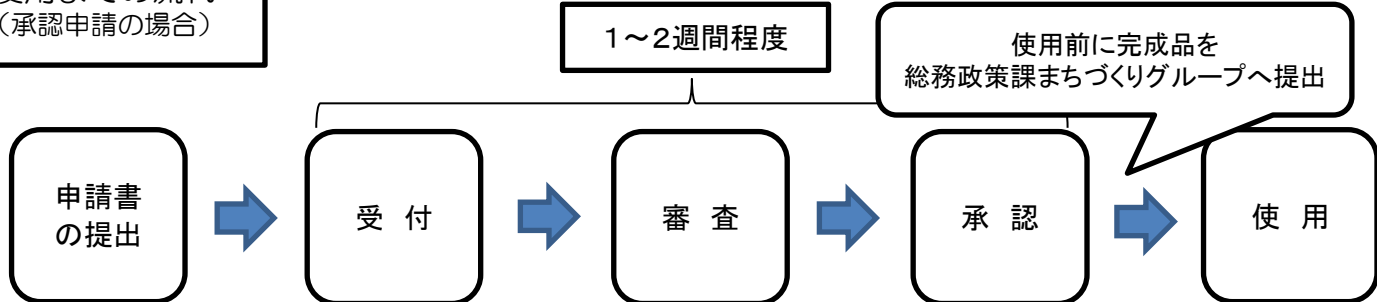 （承認申請の場合）
1～2週間程度
使用前に完成品を
総務政策課まちづくりグループへ提出
申請書
の提出
受 付
審 査
承 認
使 用